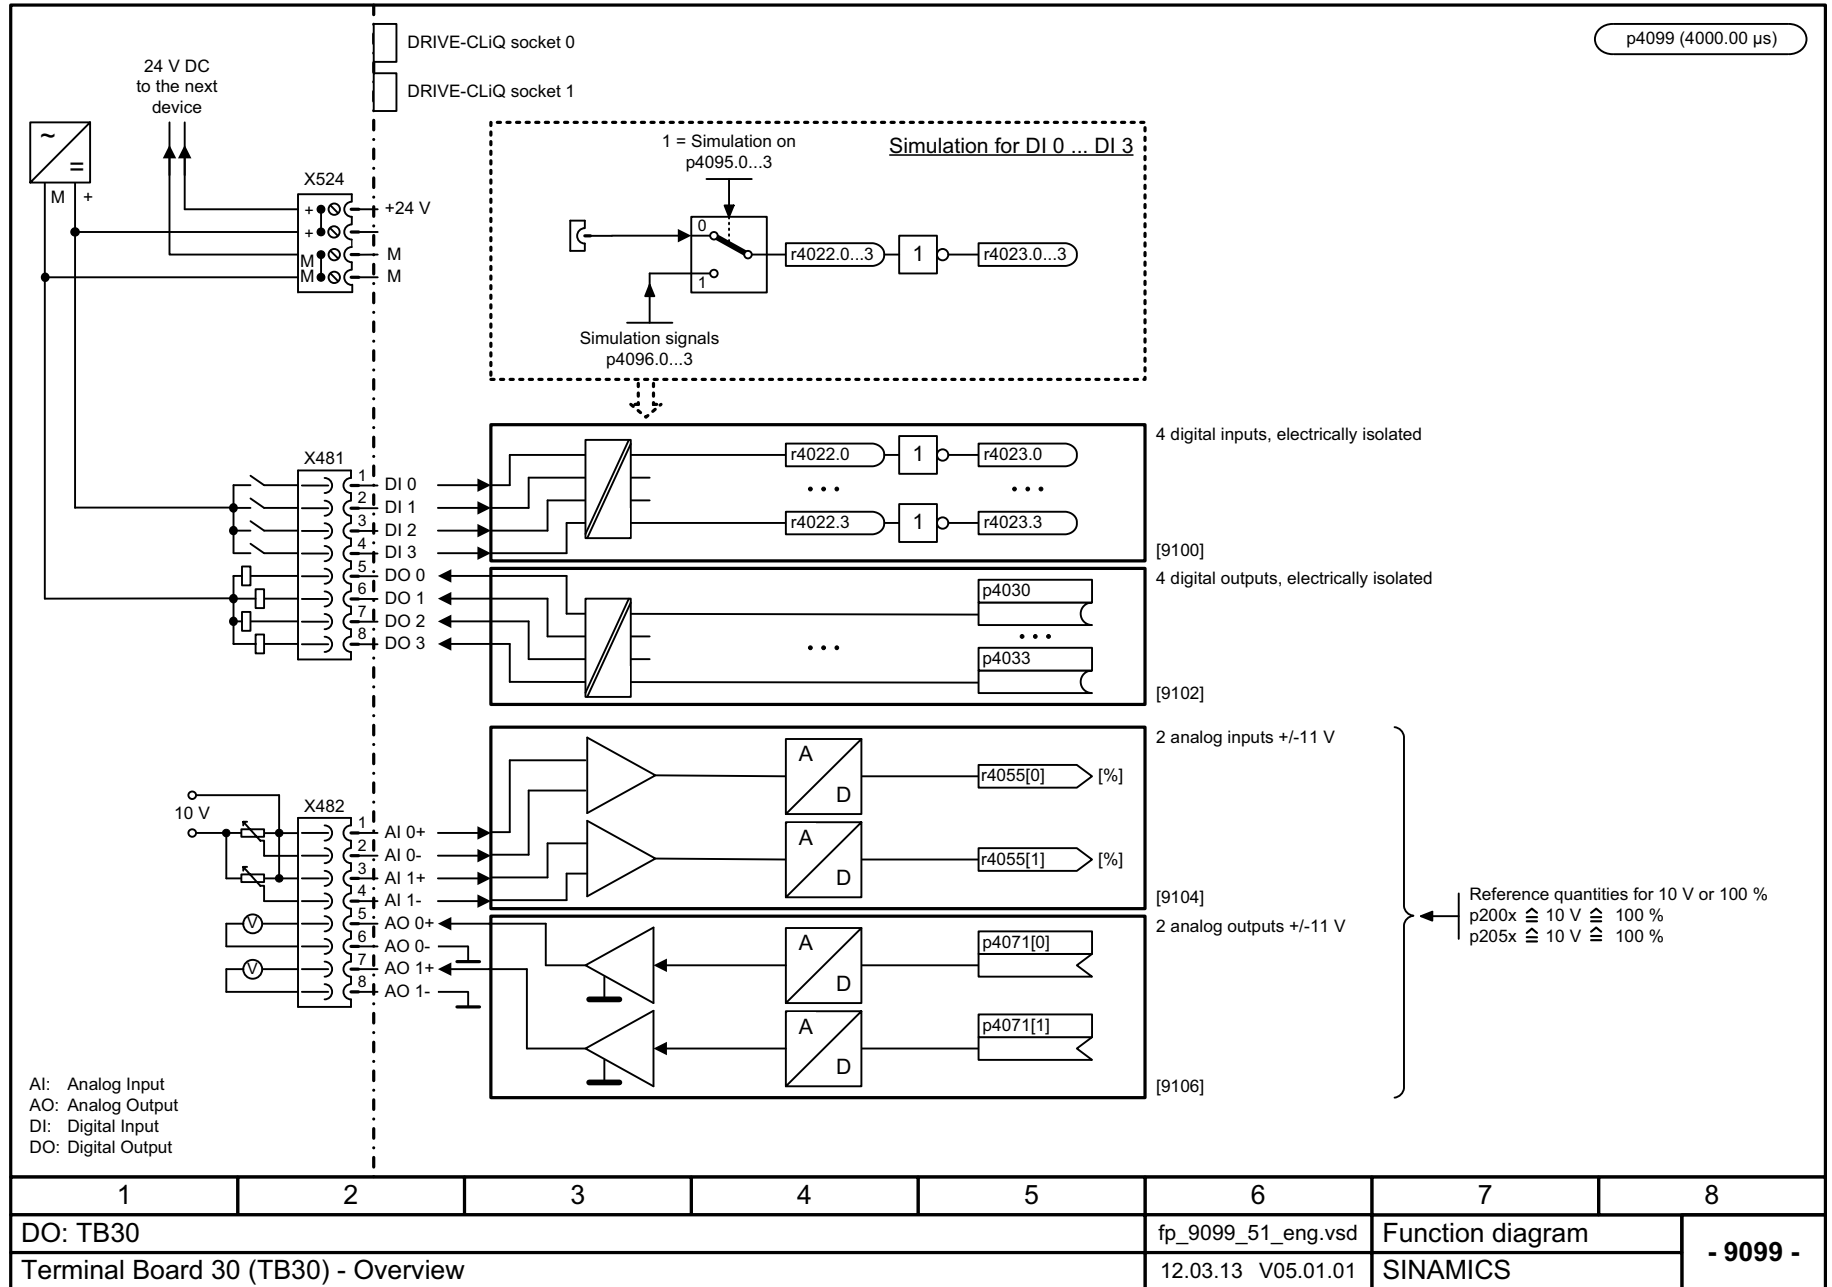 DRIVE-CLiQ socket 0
p4099 (4000.00 µs)
24 V DC
to the next
device
DRIVE-CLiQ socket 1
~
=
M +
X524
+ +24 V
+
M M
M M
1 = Simulation on
p4095.0...3
Simulation for DI 0 ... DI 3
0
1
r4022.0...3 1 r4023.0...3
Simulation signals
p4096.0...3
X481
1 DI 0
2 DI 1
3 DI 2
4 DI 3
5 DO 0
6 DO 1
7 DO 2
8 DO 3
4 digital inputs, electrically isolated
r4022.0 1 r4023.0
... ...
r4022.3 1 r4023.3
[9100]
4 digital outputs, electrically isolated
p4030
... ...
p4033
[9102]
10 V
X482
1 AI 0+
2 AI 0-
3 AI 1+
4 AI 1-
5 AO 0+
6 AO 0-
7 AO 1+
8 AO 1-
2 analog inputs +/-11 V
A
D
r4055[0] [%]
A
D
r4055[1] [%]
[9104]
2 analog outputs +/-11 V
A
D
p4071[0]
A
D
p4071[1]
[9106]
Reference quantities for 10 V or 100 %
p200x ≙ 10 V ≙ 100 %
p205x ≙ 10 V ≙ 100 %
V
V
AI: Analog Input
AO: Analog Output
DI: Digital Input
DO: Digital Output
1 2 3 4 5 6 7 8
DO: TB30 fp_9099_51_eng.vsd Function diagram
- 9099 -
Terminal Board 30 (TB30) - Overview 12.03.13 V05.01.01 SINAMICS